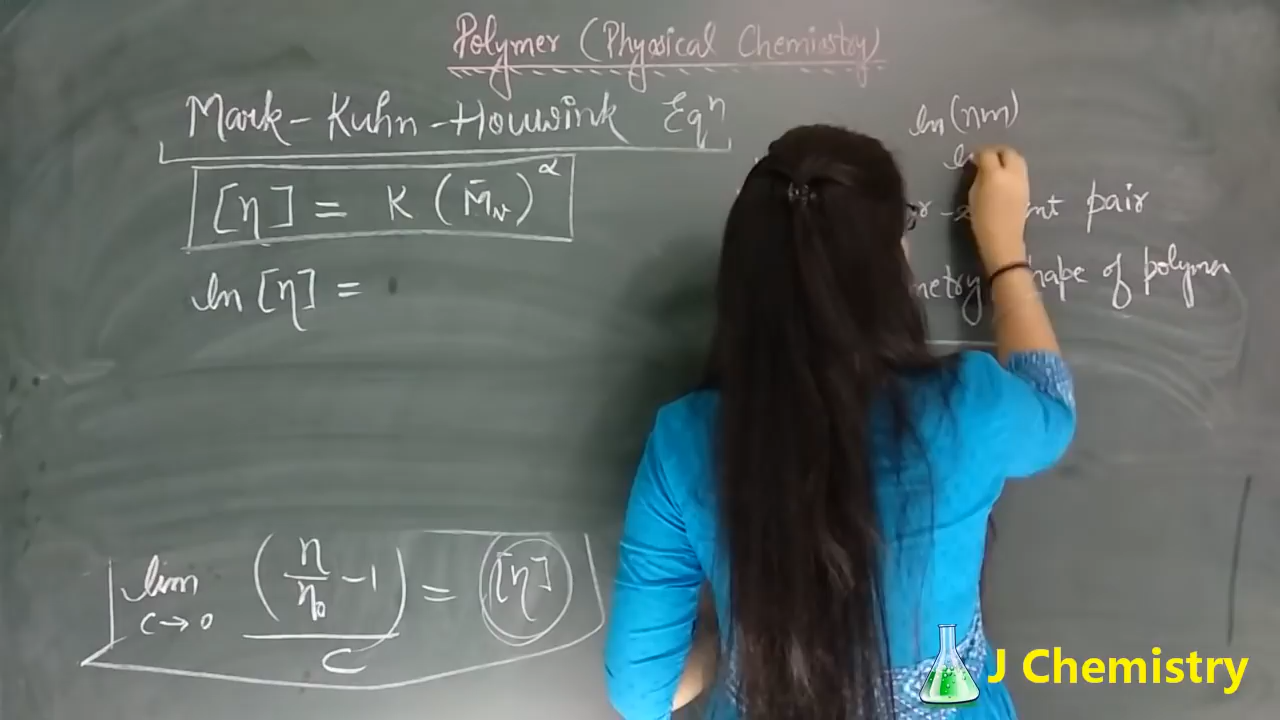 Polymer (Physical Chemistry)
Mark-Kuhn-Houwink Eqⁿ
[η] = K (M̄ᵥ)^α
ln [η] =
ln (nm)
ln
pair
shape of polymer
lim c→0 (η/η₀ -1)/c = [η]
J Chemistry